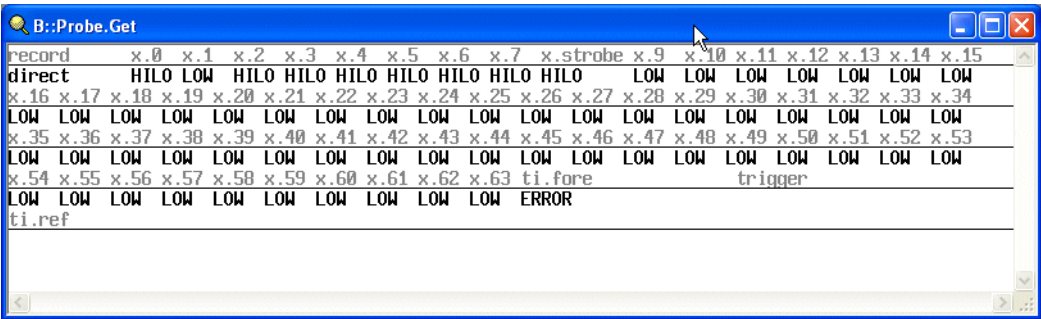 B::Probe.Get
record x.0 x.1 x.2 x.3 x.4 x.5 x.6 x.7 x.strobe x.9 x.10 x.11 x.12 x.13 x.14 x.15
direct HILO LOW HILO HILO HILO HILO HILO HILO HILO LOW LOW LOW LOW LOW LOW LOW
x.16 x.17 x.18 x.19 x.20 x.21 x.22 x.23 x.24 x.25 x.26 x.27 x.28 x.29 x.30 x.31 x.32 x.33 x.34
LOW LOW LOW LOW LOW LOW LOW LOW LOW LOW LOW LOW LOW LOW LOW LOW LOW LOW LOW
x.35 x.36 x.37 x.38 x.39 x.40 x.41 x.42 x.43 x.44 x.45 x.46 x.47 x.48 x.49 x.50 x.51 x.52 x.53
LOW LOW LOW LOW LOW LOW LOW LOW LOW LOW LOW LOW LOW LOW LOW LOW LOW LOW LOW
x.54 x.55 x.56 x.57 x.58 x.59 x.60 x.61 x.62 x.63 ti.fore trigger
LOW LOW LOW LOW LOW LOW LOW LOW LOW LOW ERROR
ti.ref